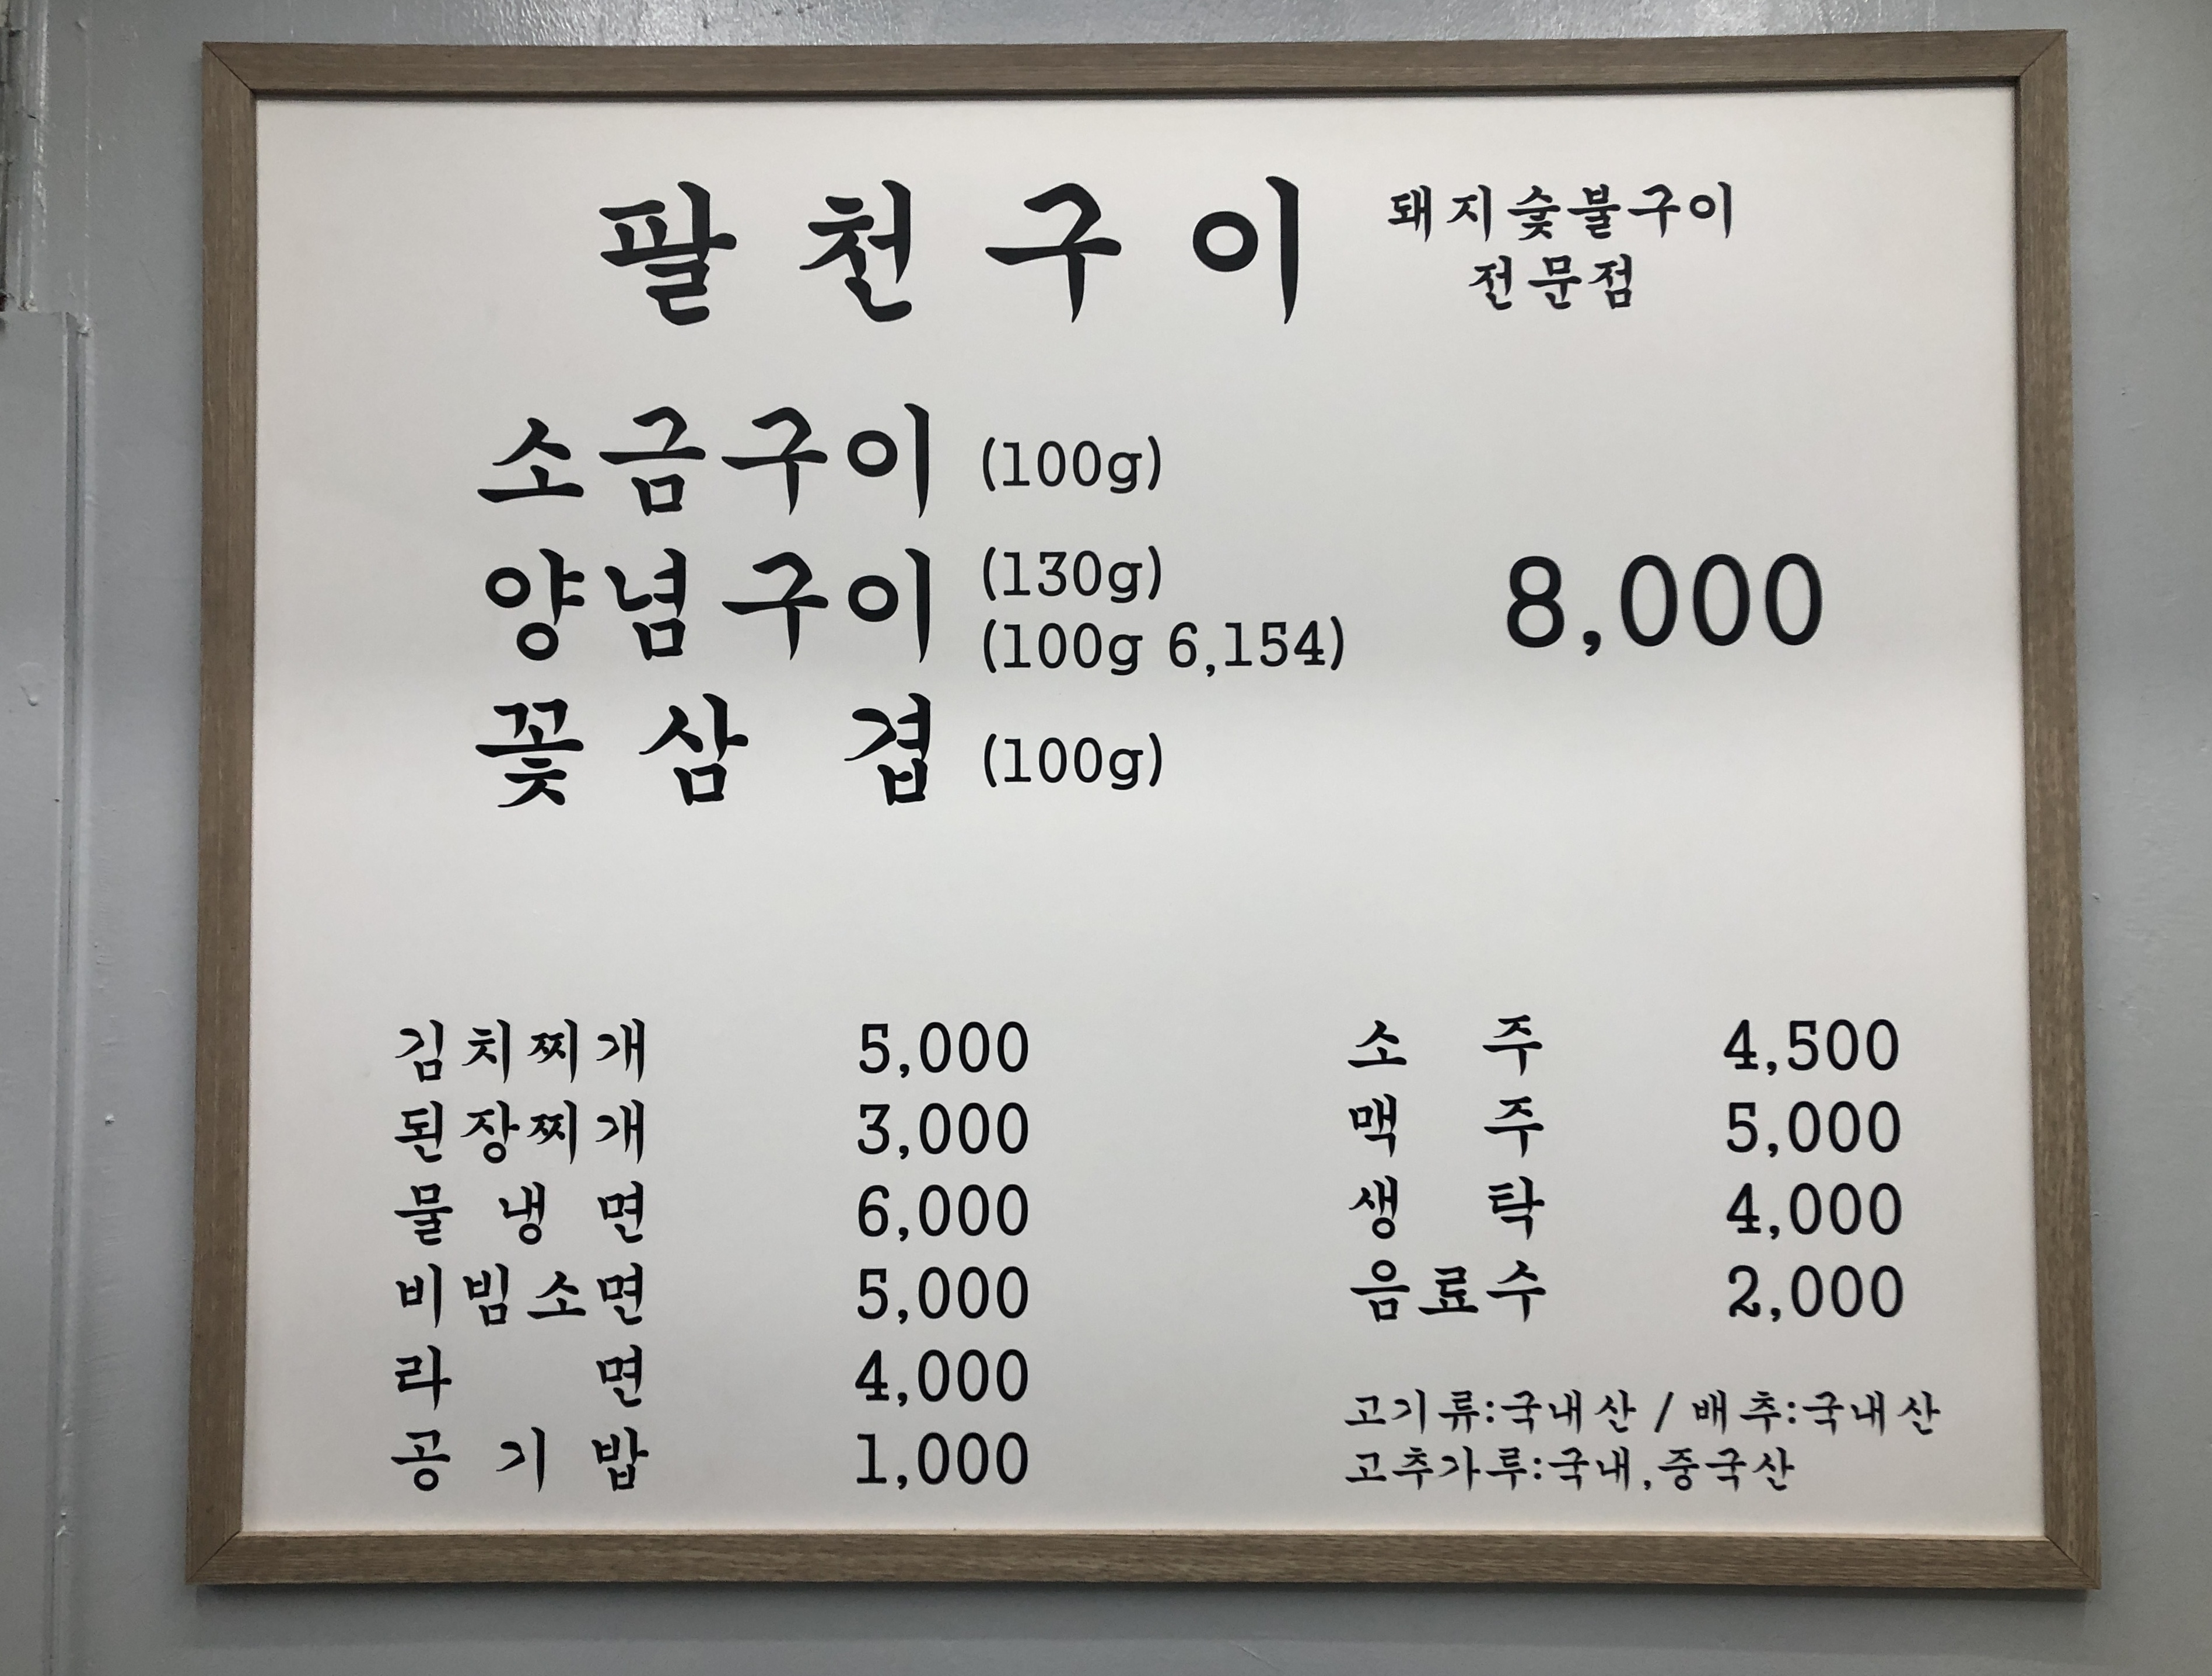 팔천구이 돼지숯불구이
전문점
소금구이 (100g)
양념구이 (130g)
(100g 6,154)
8,000
꽃삼겹 (100g)
김치찌개 5,000
된장찌개 3,000
물냉면 6,000
비빔소면 5,000
라면 4,000
공기밥 1,000
소주 4,500
맥주 5,000
생탁 4,000
음료수 2,000
고기류:국내산 / 배추:국내산
고추가루:국내,중국산